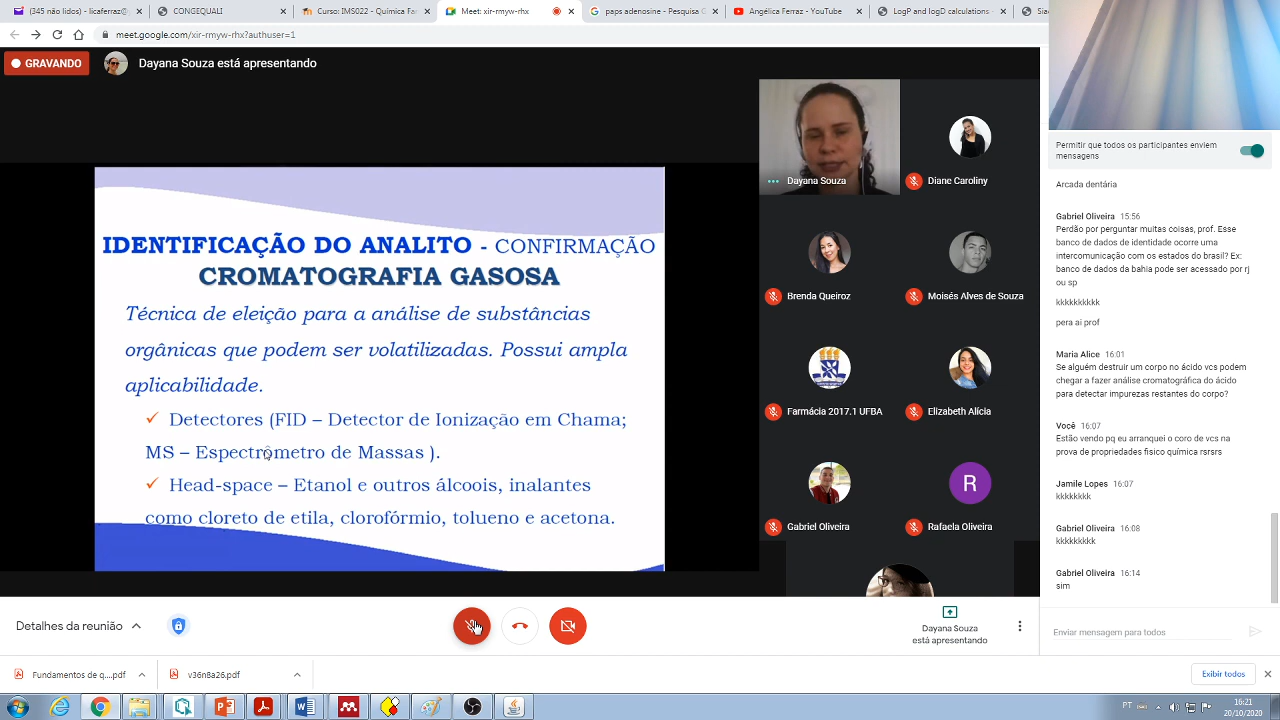 (345 não lidos) - licaferraz@
CONGEQUALI
Curso: IMS022 - Química Fa
Meet: xir-rmyw-rhx
paps adenosine - Pesquisa G
Angélica Ferraz - YouTube
LogP and logD calculations
meet.google.com/xir-rmyw-rhx?authuser=1
GRAVANDO
Dayana Souza está apresentando
IDENTIFICAÇÃO DO ANALITO - CONFIRMAÇÃO
CROMATOGRAFIA GASOSA
Técnica de eleição para a análise de substâncias
orgânicas que podem ser volatilizadas. Possui ampla
aplicabilidade.
✓ Detectores (FID – Detector de Ionização em Chama;
MS – Espectrômetro de Massas ).
✓ Head-space – Etanol e outros álcoois, inalantes
como cloreto de etila, clorofórmio, tolueno e acetona.
Dayana Souza
Diane Caroliny
Brenda Queiroz
Moisés Alves de Souza
Farmácia 2017.1 UFBA
Elizabeth Alícia
R
Gabriel Oliveira
Rafaela Oliveira
Permitir que todos os participantes enviem
mensagens
Arcada dentária
Gabriel Oliveira 15:56
Perdão por perguntar muitas coisas, prof. Esse
banco de dados de identidade ocorre uma
intercomunicação com os estados do brasil? Ex:
banco de dados da bahia pode ser acessado por rj
ou sp
kkkkkkkkkk
pera ai prof
Maria Alice 16:01
Se alguém destruir um corpo no ácido vcs podem
chegar a fazer análise cromatográfica do ácido
para detectar impurezas restantes do corpo?
Você 16:07
Estão vendo pq eu arranquei o coro de vcs na
prova de propriedades fisico química rsrsrs
Jamile Lopes 16:07
kkkkkkkk
Gabriel Oliveira 16:08
kkkkkkkkk
Gabriel Oliveira 16:14
sim
Enviar mensagem para todos
Detalhes da reunião
Dayana Souza
está apresentando
Fundamentos de q....pdf
v36n8a26.pdf
Exibir todos
PT
16:21
20/10/2020